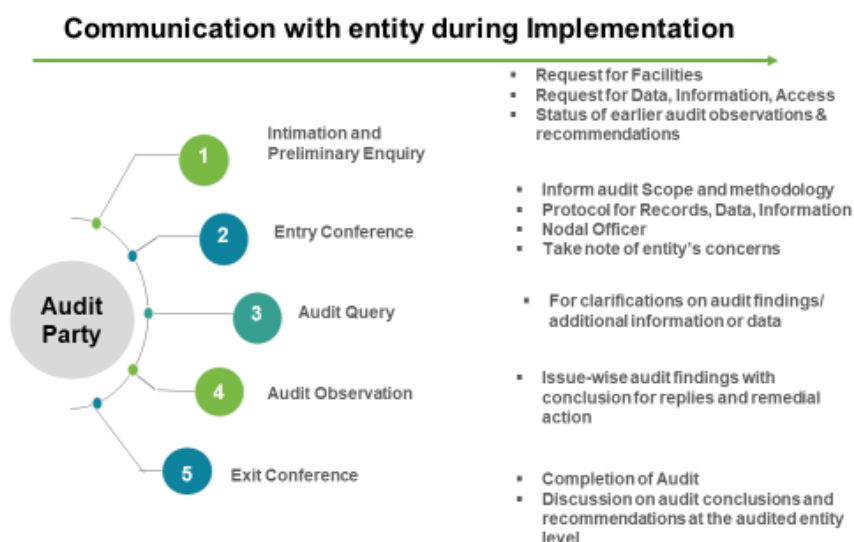 Communication with entity during Implementation
Audit
Party
1
Intimation and
Preliminary Enquiry
▪ Request for Facilities
▪ Request for Data, Information, Access
▪ Status of earlier audit observations &
recommendations
2
Entry Conference
▪ Inform audit Scope and methodology
▪ Protocol for Records, Data, Information
▪ Nodal Officer
▪ Take note of entity's concerns
3
Audit Query
▪ For clarifications on audit findings/
additional information or data
4
Audit Observation
▪ Issue-wise audit findings with
conclusion for replies and remedial
action
5
Exit Conference
▪ Completion of Audit
▪ Discussion on audit conclusions and
recommendations at the audited entity
level